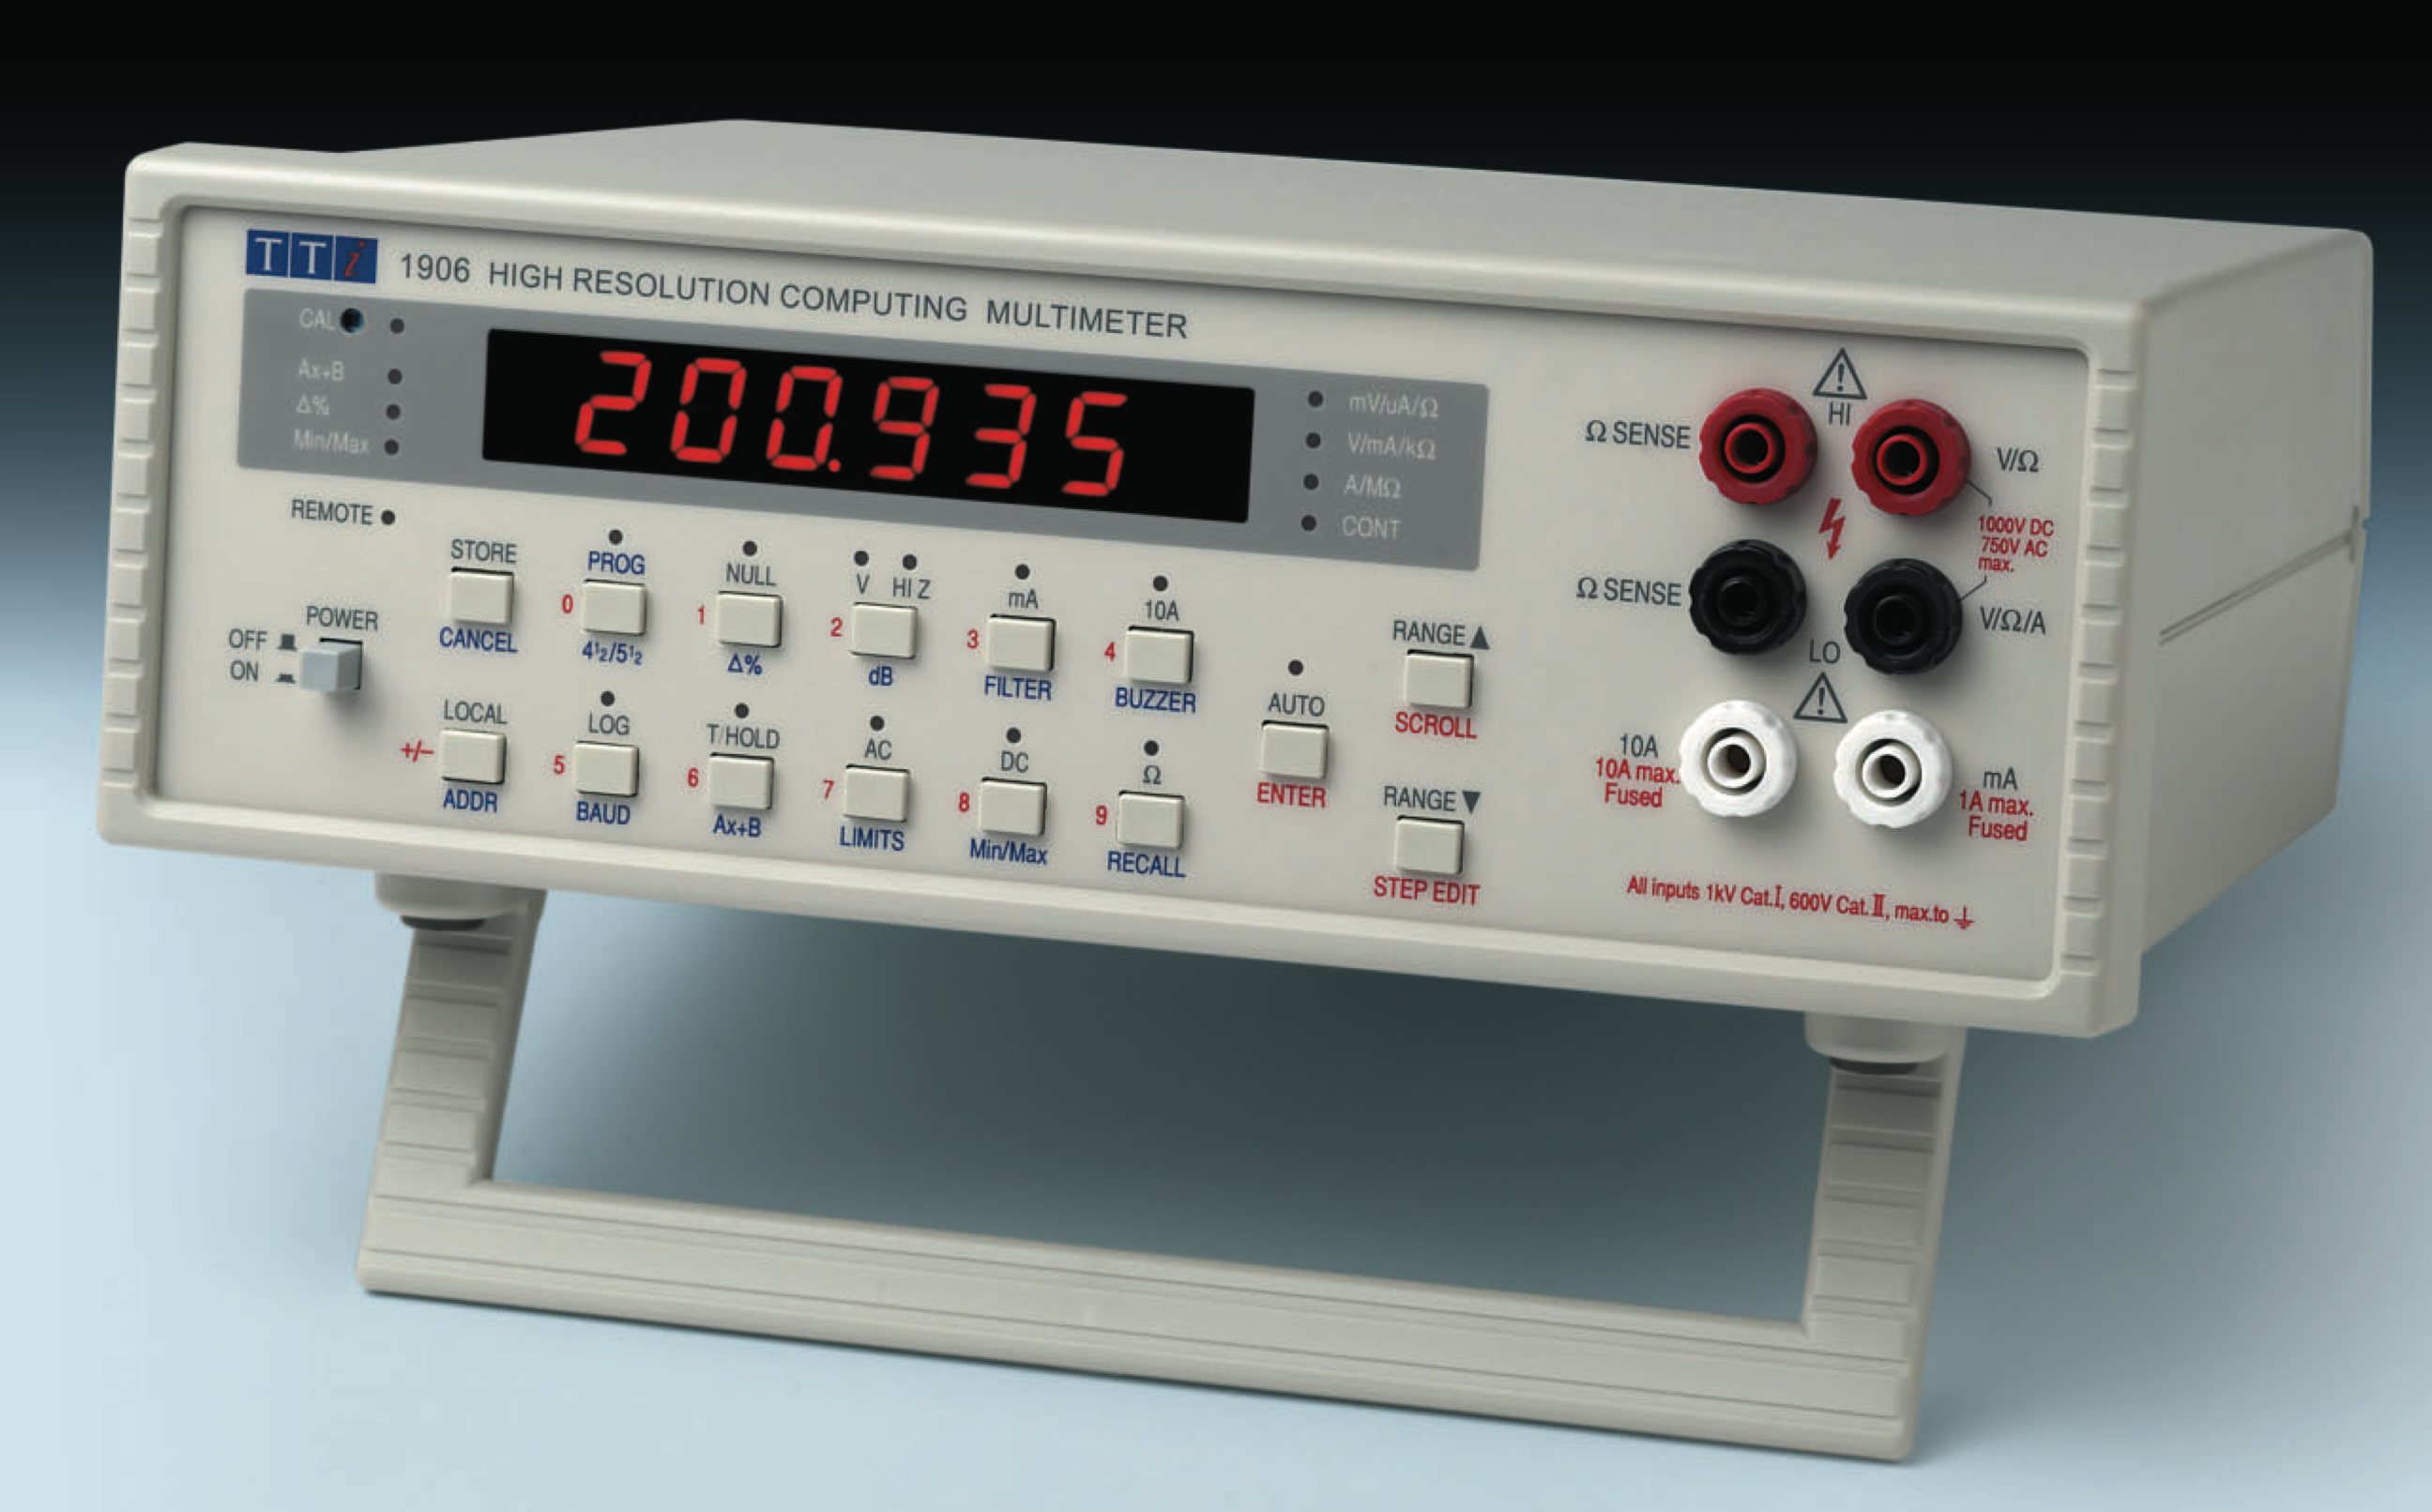 TTi 1906 HIGH RESOLUTION COMPUTING MULTIMETER
CAL
Ax+B
Δ%
Min/Max
200.935
mV/uA/Ω
V/mA/kΩ
A/MΩ
CONT
REMOTE
POWER
OFF
ON
STORE
CANCEL
PROG
0
4½/5½
NULL
1
Δ%
V HI Z
2
dB
mA
3
FILTER
10A
4
BUZZER
LOCAL
+/−
ADDR
LOG
5
BAUD
T/HOLD
6
Ax+B
AC
7
LIMITS
DC
8
Min/Max
Ω
9
RECALL
AUTO
ENTER
RANGE▲
SCROLL
RANGE▼
STEP EDIT
HI
Ω SENSE
V/Ω
1000V DC
750V AC
max.
Ω SENSE
V/Ω/A
LO
10A
10A max.
Fused
mA
1A max.
Fused
All inputs 1kV Cat.I, 600V Cat.II, max.to ⏚